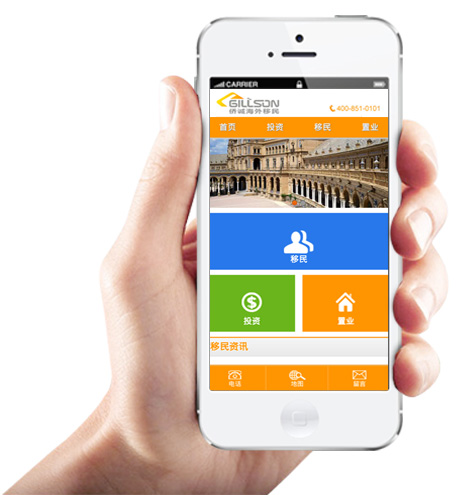 CARRIER
GILLSON
侨诚海外移民
400-851-0101
首页 投资 移民 置业
移民
投资 置业
移民资讯
电话 地图 留言